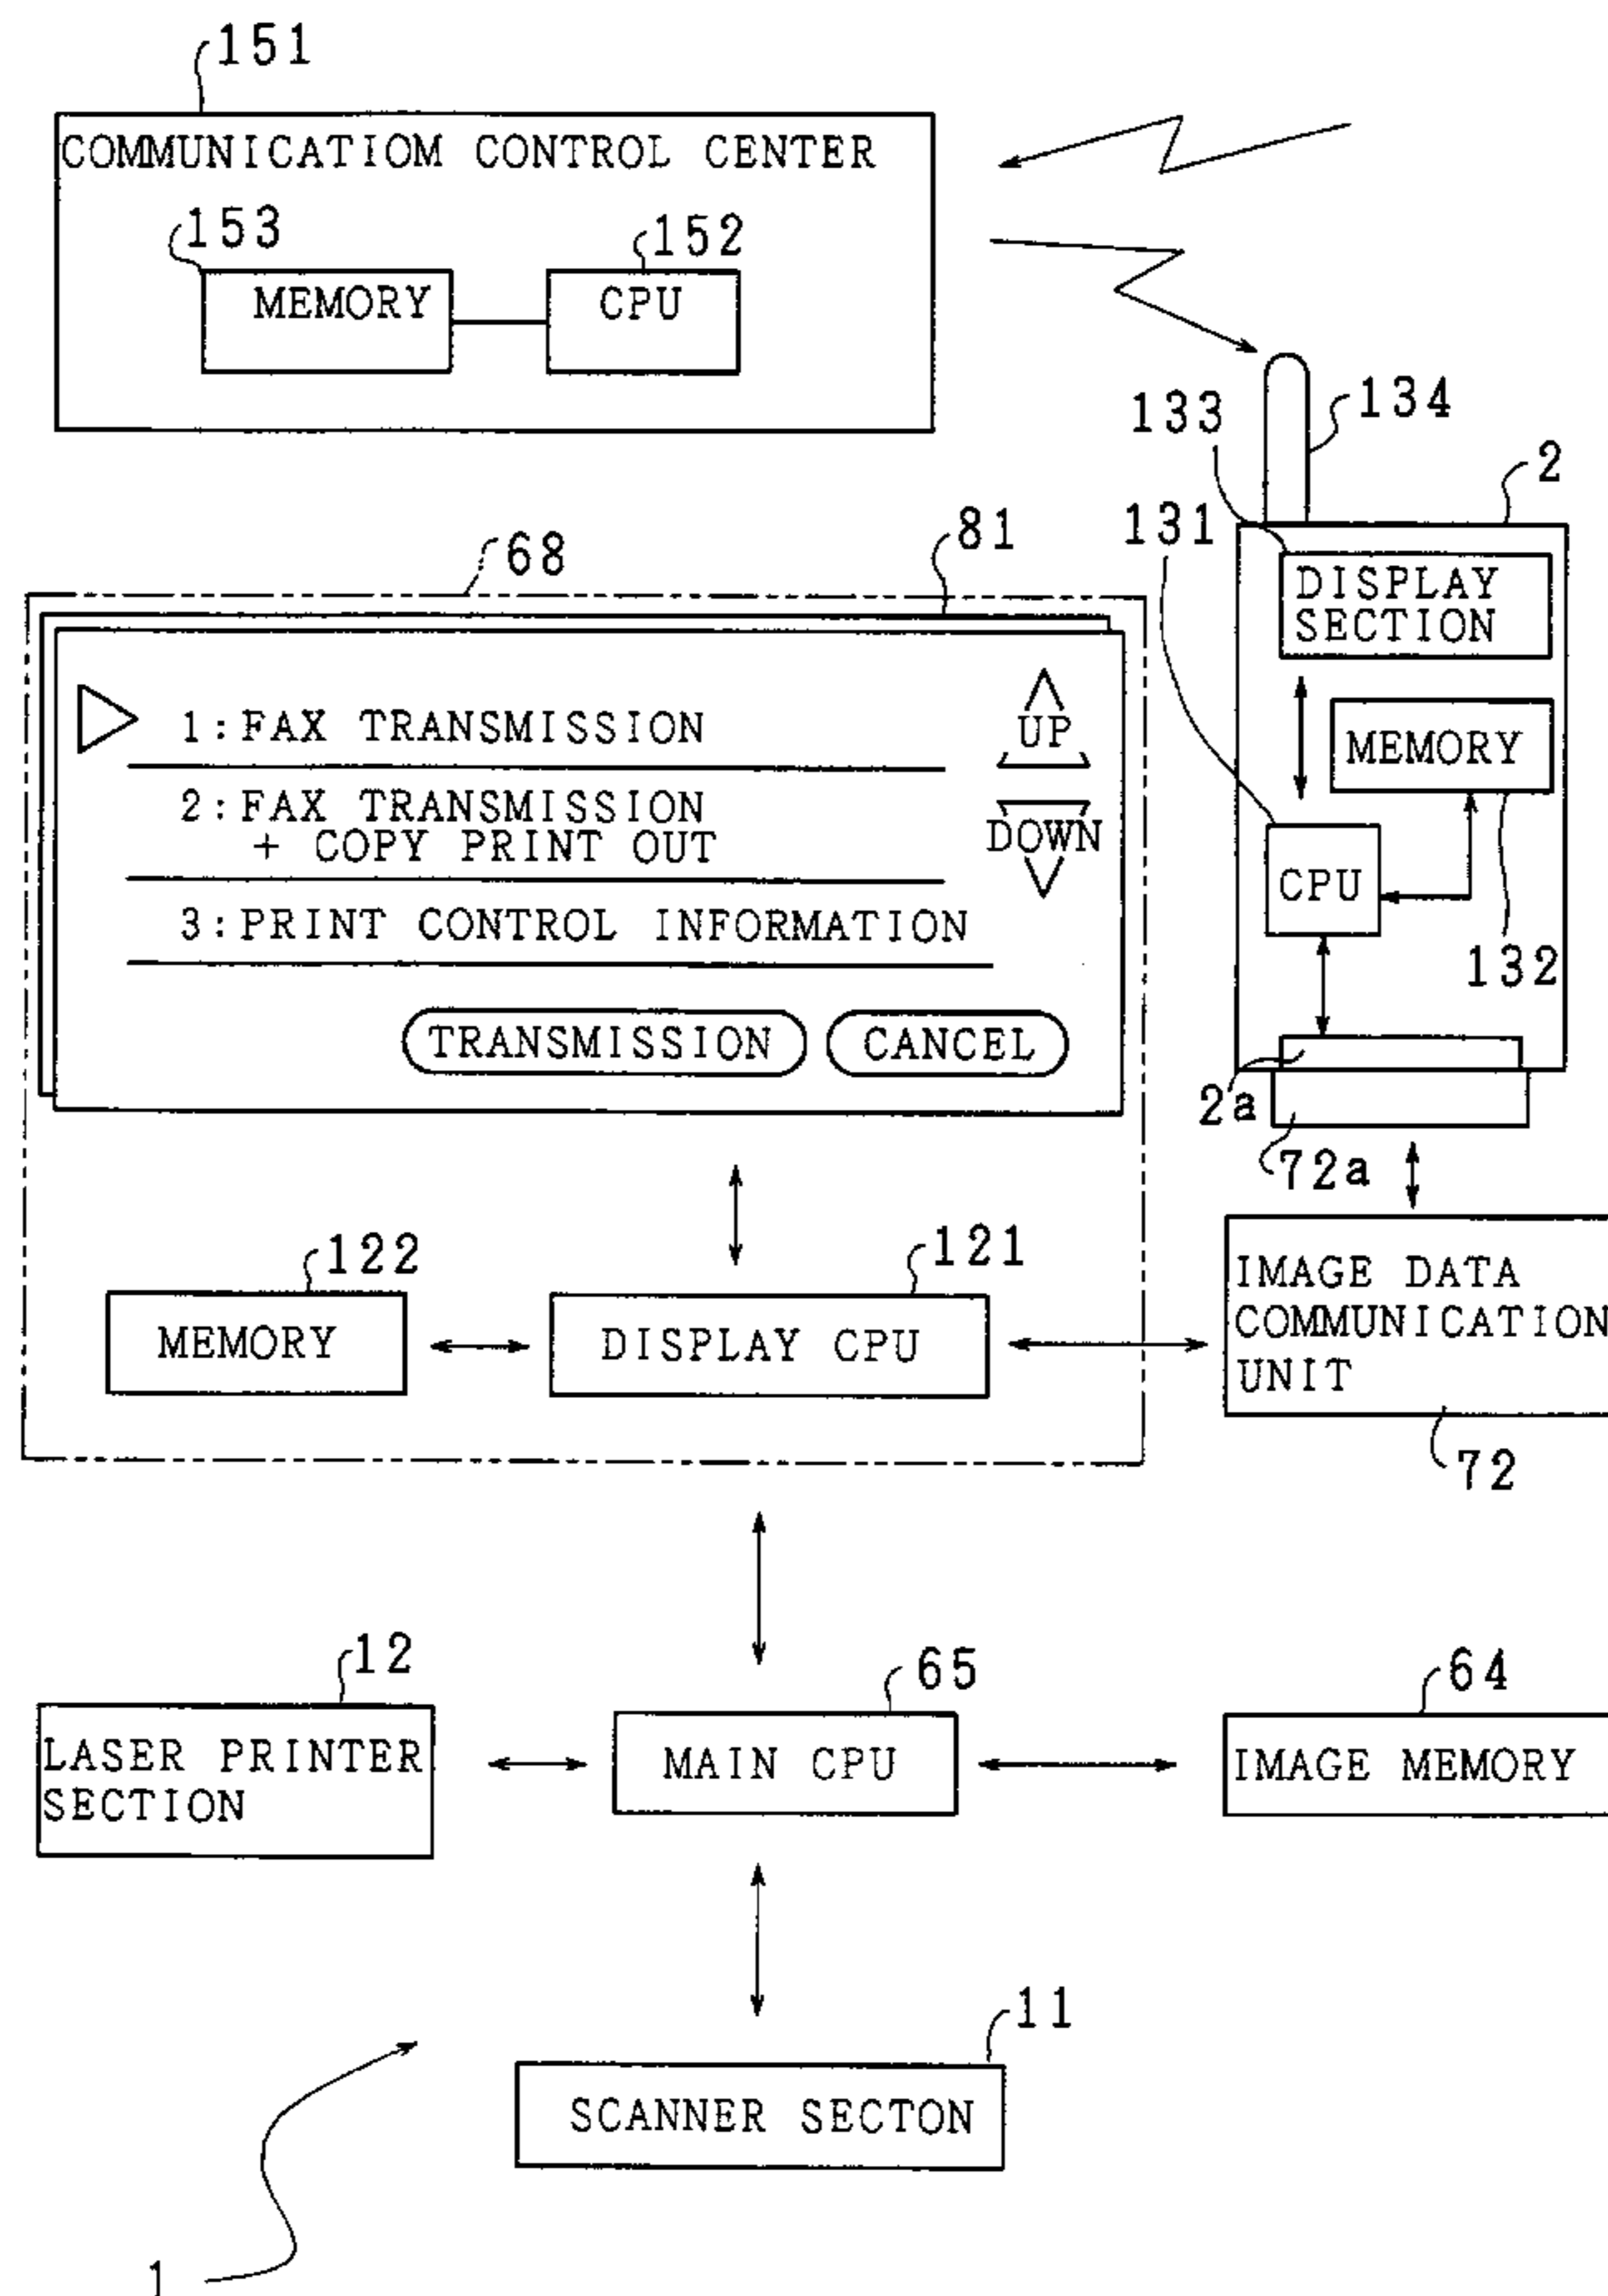 151
COMMUNICATIOM CONTROL CENTER
153
152
MEMORY
CPU
133
134
2
131
81
68
DISPLAY
SECTION
1:FAX TRANSMISSION
UP
MEMORY
2:FAX TRANSMISSION
+ COPY PRINT OUT
DOWN
CPU
3:PRINT CONTROL INFORMATION
132
TRANSMISSION
CANCEL
2a
72a
122
121
IMAGE DATA
COMMUNICATION
UNIT
MEMORY
DISPLAY CPU
72
12
65
64
LASER PRINTER
SECTION
MAIN CPU
IMAGE MEMORY
11
SCANNER SECTON
1